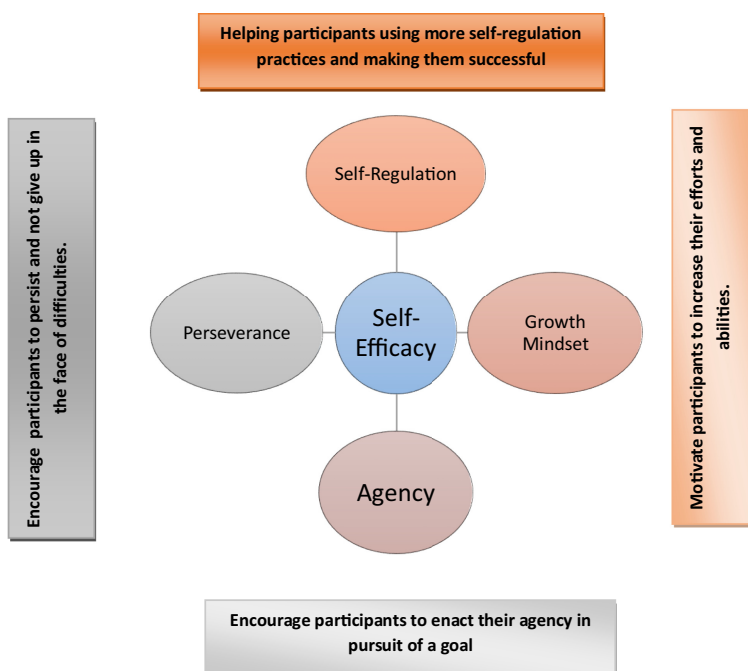 Helping participants using more self-regulation
practices and making them successful
Self-Regulation
Encourage participants to persist and not give up in
the face of difficulties.
Perseverance
Self-
Efficacy
Growth
Mindset
Motivate participants to increase their efforts and
abilities.
Agency
Encourage participants to enact their agency in
pursuit of a goal